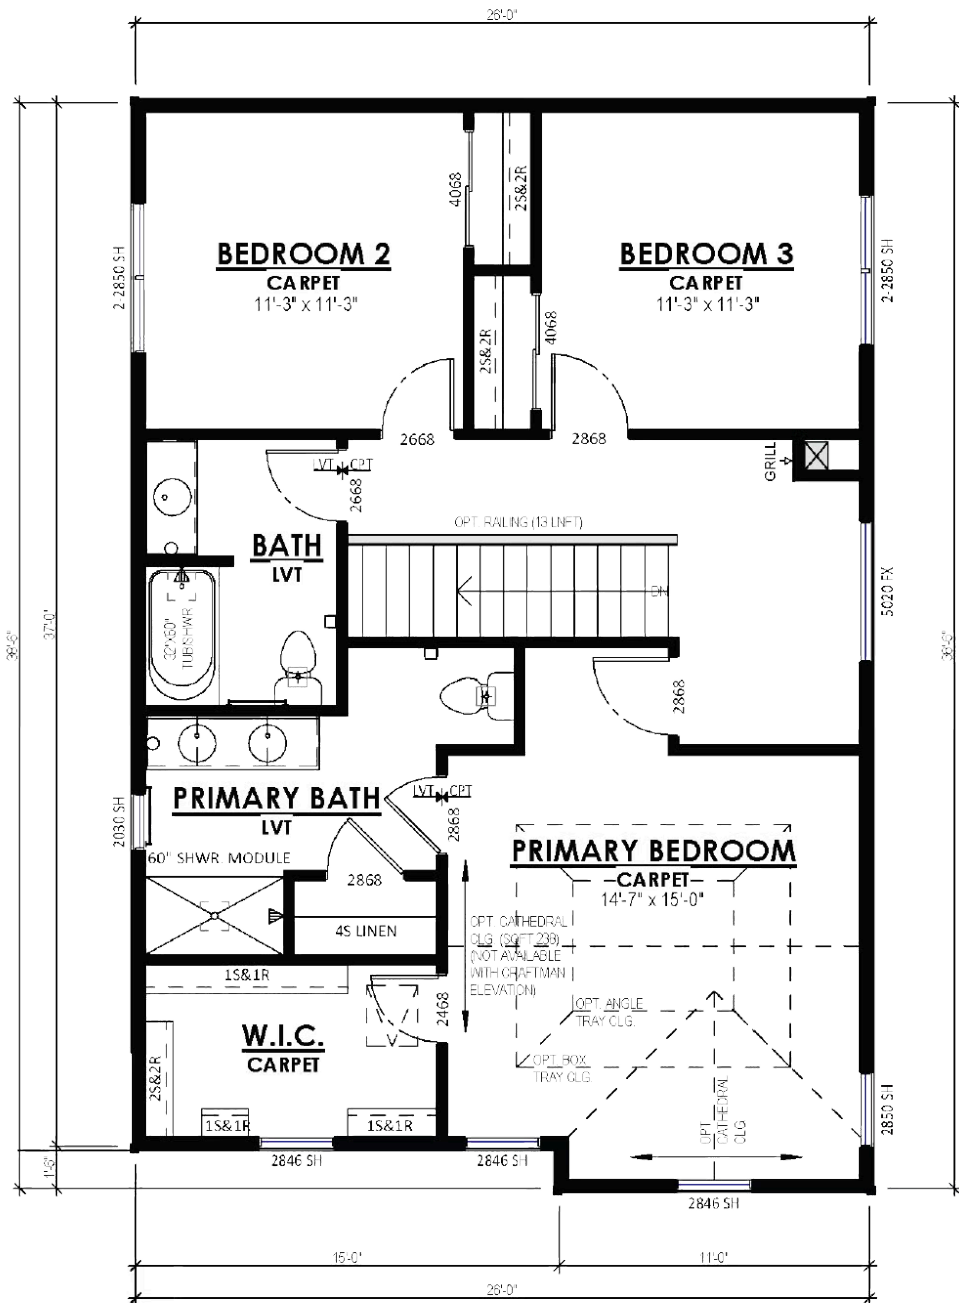 26'-0"
4068
2S&2R
BEDROOM 2
CARPET
11'-3" x 11'-3"
BEDROOM 3
CARPET
11'-3" x 11'-3"
2-2850 SH
2-2850 SH
2S&2R
4068
2668
2868
LVT
CPT
2668
GRILL
OPT. RAILING (13 LNFT)
BATH
LVT
DN
5020 FX
32"X60"
TUB/SHWR
37'-0"
38'-6"
38'-6"
2868
PRIMARY BATH
LVT
LVT
CPT
2868
2030 SH
60" SHWR. MODULE
2868
4S LINEN
PRIMARY BEDROOM
CARPET
14'-7" x 15'-0"
OPT. CATHEDRAL
CLG. (SQFT 239)
(NOT AVAILABLE
WITH CRAFTMAN
ELEVATION)
1S&1R
2468
W.I.C.
CARPET
2S&2R
OPT. ANGLE
TRAY CLG.
OPT. BOX
TRAY CLG.
OPT.
CATHEDRAL
CLG
2850 SH
1S&1R
1S&1R
2846 SH
2846 SH
1'-6"
2846 SH
15'-0"
11'-0"
26'-0"